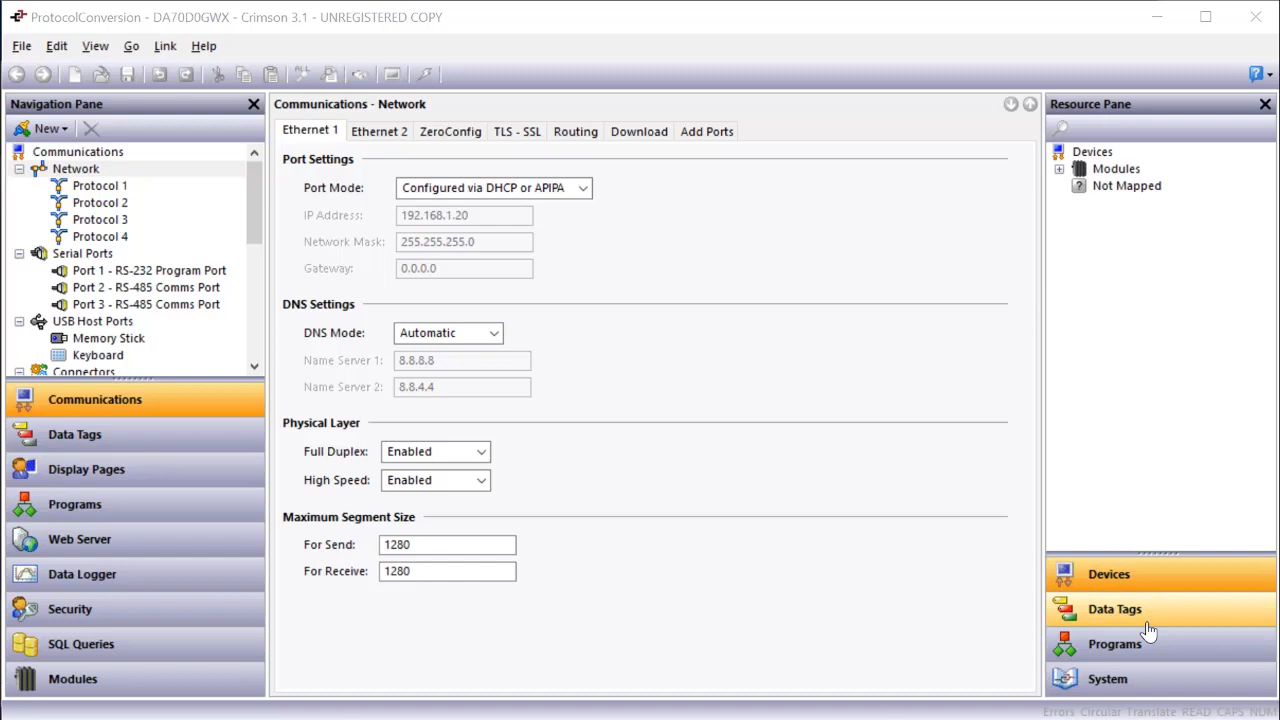 ProtocolConversion - DA70D0GWX - Crimson 3.1 - UNREGISTERED COPY
File Edit View Go Link Help
Navigation Pane
New
Communications
Network
Protocol 1
Protocol 2
Protocol 3
Protocol 4
Serial Ports
Port 1 - RS-232 Program Port
Port 2 - RS-485 Comms Port
Port 3 - RS-485 Comms Port
USB Host Ports
Memory Stick
Keyboard
Connectors
Communications
Data Tags
Display Pages
Programs
Web Server
Data Logger
Security
SQL Queries
Modules
Communications - Network
Ethernet 1 Ethernet 2 ZeroConfig TLS - SSL Routing Download Add Ports
Port Settings
Port Mode: Configured via DHCP or APIPA
IP Address: 192.168.1.20
Network Mask: 255.255.255.0
Gateway: 0.0.0.0
DNS Settings
DNS Mode: Automatic
Name Server 1: 8.8.8.8
Name Server 2: 8.8.4.4
Physical Layer
Full Duplex: Enabled
High Speed: Enabled
Maximum Segment Size
For Send: 1280
For Receive: 1280
Resource Pane
Devices
Modules
Not Mapped
Devices
Data Tags
Programs
System
Errors Circular Translate READ CAPS NUM